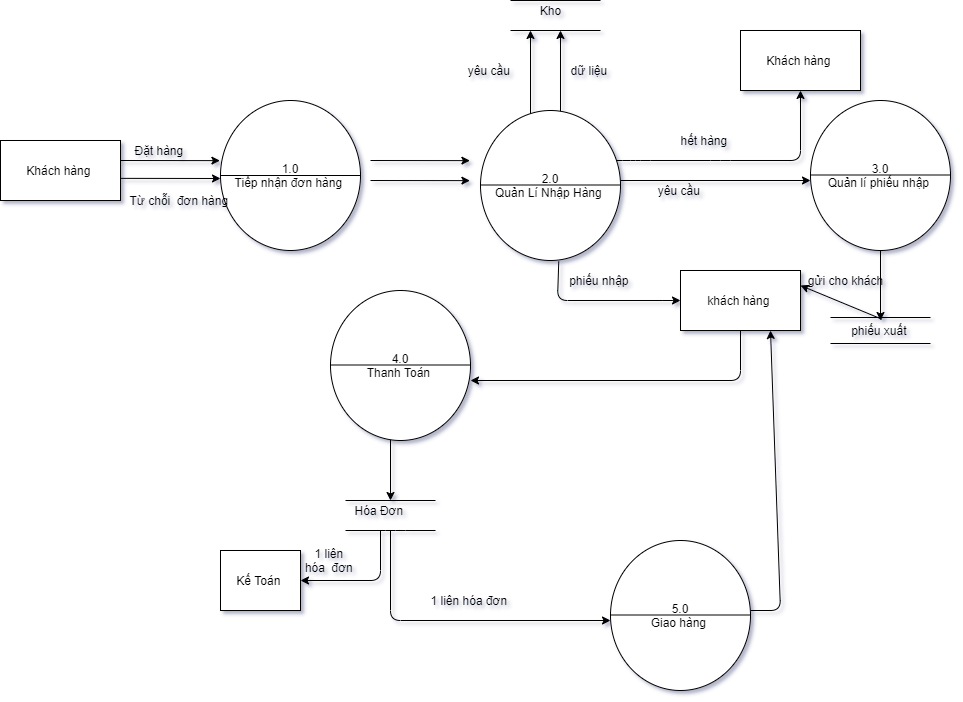 Kho
yêu cầu
dữ liệu
Khách hàng
hết hàng
Đặt hàng
Khách hàng
1.0
Tiếp nhận đơn hàng
2.0
Quản Lí Nhập Hàng
3.0
Quản lí phiếu nhập
yêu cầu
Từ chỗi đơn hàng
phiếu nhập
gửi cho khách
khách hàng
phiếu xuất
4.0
Thanh Toán
Hóa Đơn
1 liên
hóa đơn
Kế Toán
1 liên hóa đơn
5.0
Giao hàng